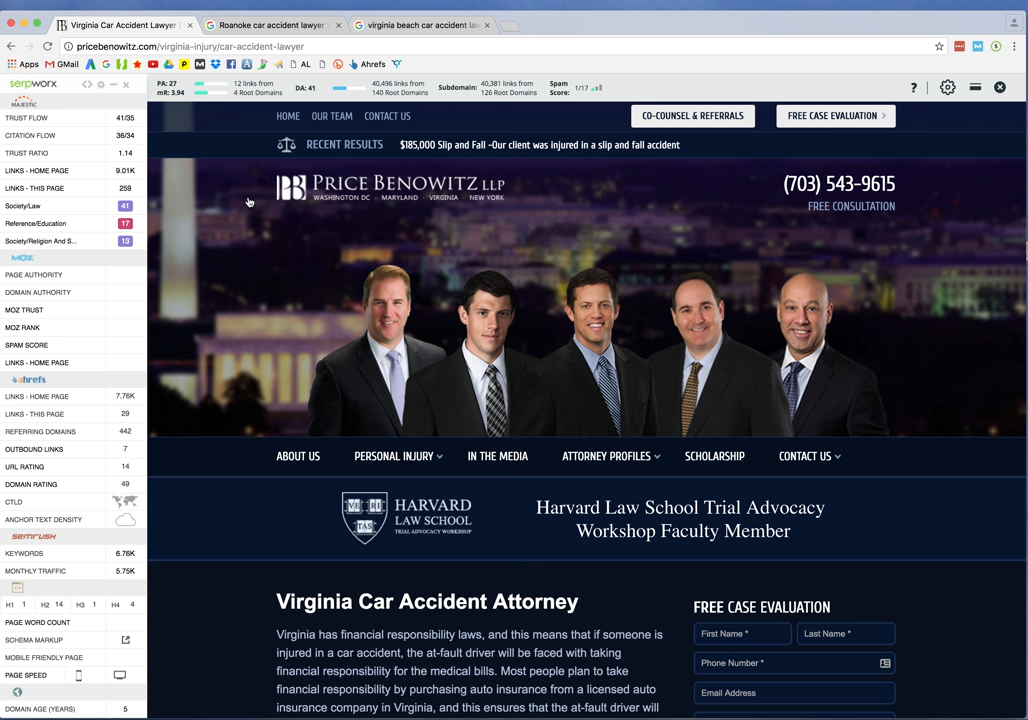 Virginia Car Accident Lawyer
Roanoke car accident lawyer -
virginia beach car accident law
pricebenowitz.com/virginia-injury/car-accident-lawyer
Apps
GMail
AL
Ahrefs
serpworx
PA: 27
mR: 3.94
12 links from
4 Root Domains
DA: 41
40,496 links from
140 Root Domains
Subdomain:
40,381 links from
126 Root Domains
Spam
Score:
1/17
?
MAJESTIC
TRUST FLOW 41/35
CITATION FLOW 36/34
TRUST RATIO 1.14
LINKS - HOME PAGE 9.01K
LINKS - THIS PAGE 259
Society/Law 41
Reference/Education 17
Society/Religion And S... 13
MOZ
PAGE AUTHORITY
DOMAIN AUTHORITY
MOZ TRUST
MOZ RANK
SPAM SCORE
LINKS - HOME PAGE
ahrefs
LINKS - HOME PAGE 7.76K
LINKS - THIS PAGE 29
REFERRING DOMAINS 442
OUTBOUND LINKS 7
URL RATING 14
DOMAIN RATING 49
CTLD
ANCHOR TEXT DENSITY
SEMRUSH
KEYWORDS 6.76K
MONTHLY TRAFFIC 5.75K
H1 1 H2 14 H3 1 H4 4
PAGE WORD COUNT
SCHEMA MARKUP
MOBILE FRIENDLY PAGE
PAGE SPEED
DOMAIN AGE (YEARS) 5
HOME OUR TEAM CONTACT US
CO-COUNSEL & REFERRALS
FREE CASE EVALUATION
RECENT RESULTS $185,000 Slip and Fall -Our client was injured in a slip and fall accident
PB PRICE BENOWITZ LLP
WASHINGTON DC · MARYLAND · VIRGINIA · NEW YORK
(703) 543-9615
FREE CONSULTATION
ABOUT US PERSONAL INJURY IN THE MEDIA ATTORNEY PROFILES SCHOLARSHIP CONTACT US
VE RI TAS
HARVARD
LAW SCHOOL
TRIAL ADVOCACY WORKSHOP
Harvard Law School Trial Advocacy
Workshop Faculty Member
Virginia Car Accident Attorney
Virginia has financial responsibility laws, and this means that if someone is
injured in a car accident, the at-fault driver will be faced with taking
financial responsibility for the medical bills. Most people plan to take
financial responsibility by purchasing auto insurance from a licensed auto
insurance company in Virginia, and this ensures that the at-fault driver will
FREE CASE EVALUATION
First Name *
Last Name *
Phone Number *
Email Address